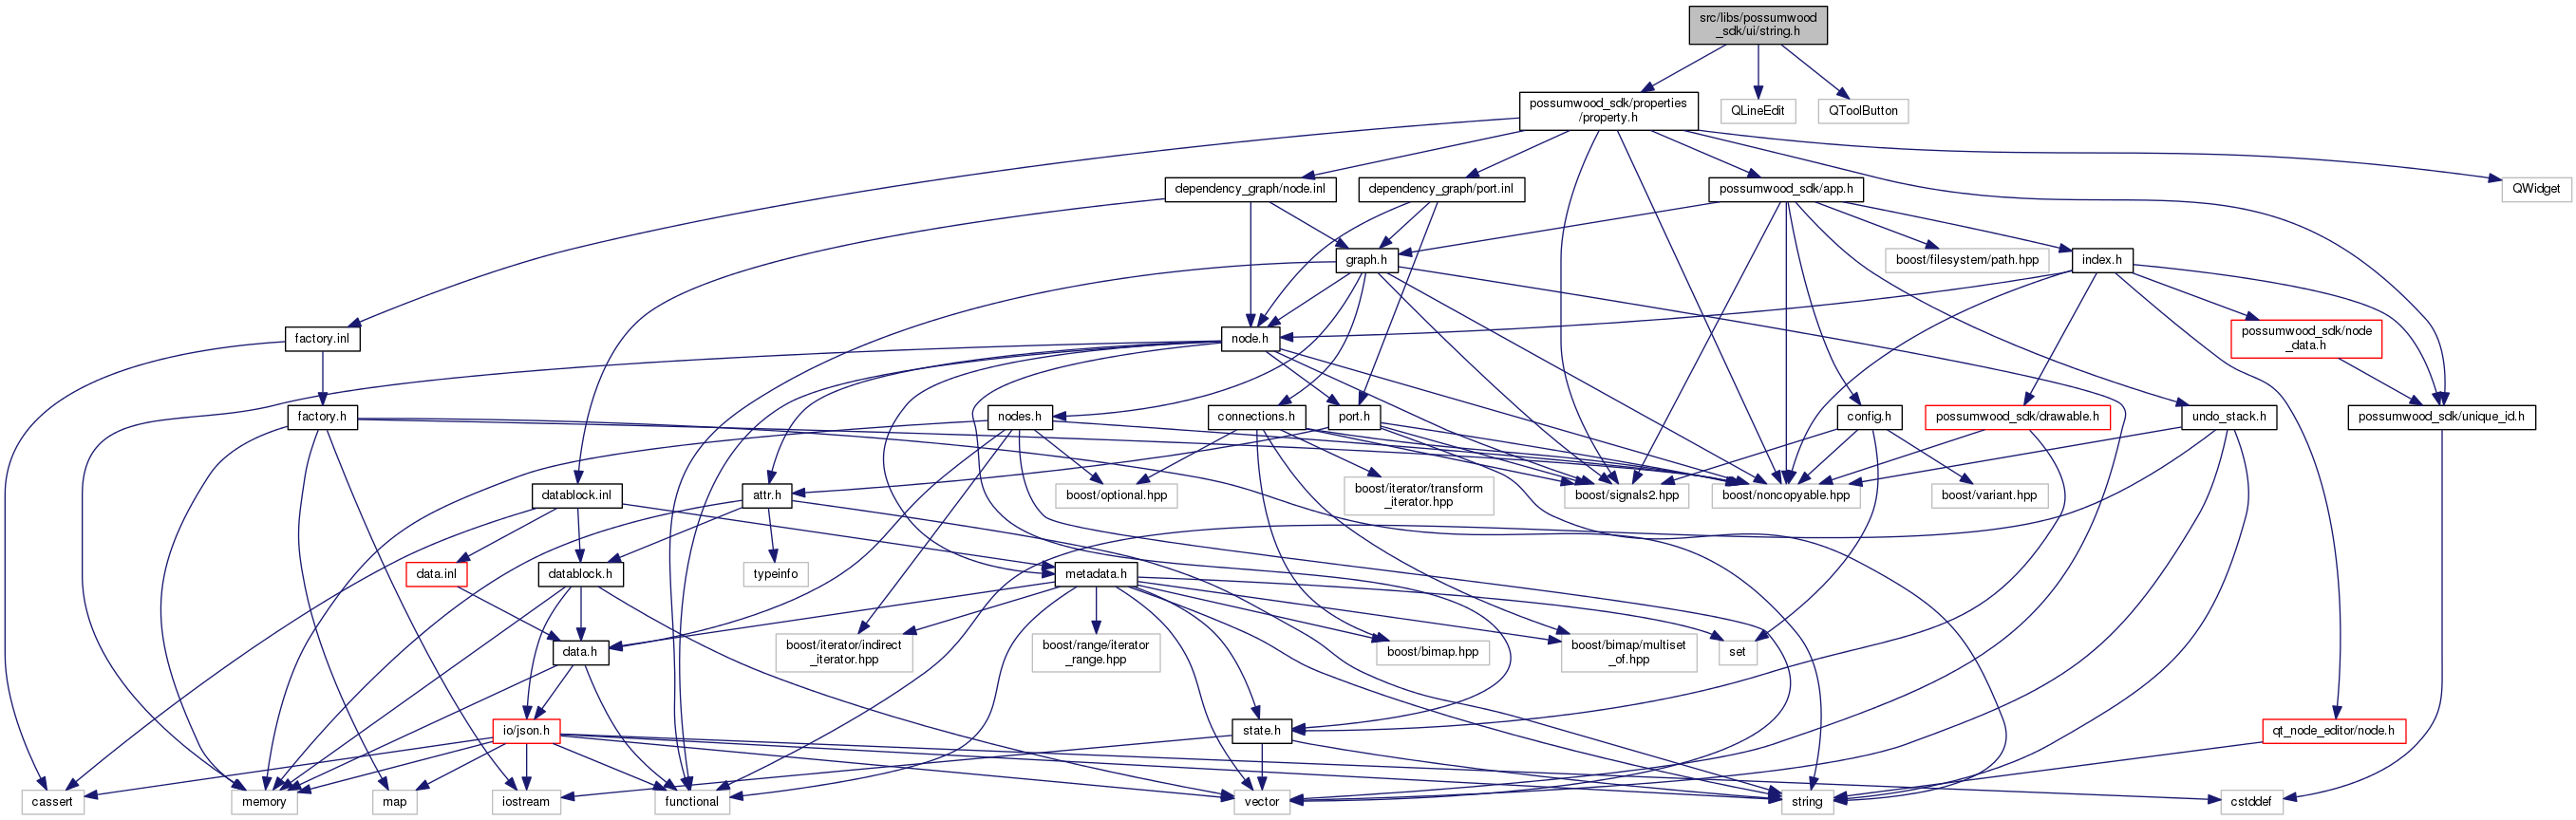 src/libs/possumwood
_sdk/ui/string.h
possumwood_sdk/properties
/property.h
QLineEdit
QToolButton
dependency_graph/node.inl
dependency_graph/port.inl
possumwood_sdk/app.h
QWidget
graph.h
boost/filesystem/path.hpp
index.h
factory.inl
node.h
possumwood_sdk/node
_data.h
factory.h
nodes.h
connections.h
port.h
config.h
possumwood_sdk/drawable.h
undo_stack.h
possumwood_sdk/unique_id.h
datablock.inl
attr.h
boost/optional.hpp
boost/iterator/transform
_iterator.hpp
boost/signals2.hpp
boost/noncopyable.hpp
boost/variant.hpp
data.inl
datablock.h
typeinfo
metadata.h
data.h
boost/iterator/indirect
_iterator.hpp
boost/range/iterator
_range.hpp
boost/bimap.hpp
boost/bimap/multiset
_of.hpp
set
io/json.h
state.h
qt_node_editor/node.h
cassert
memory
map
iostream
functional
vector
string
cstddef